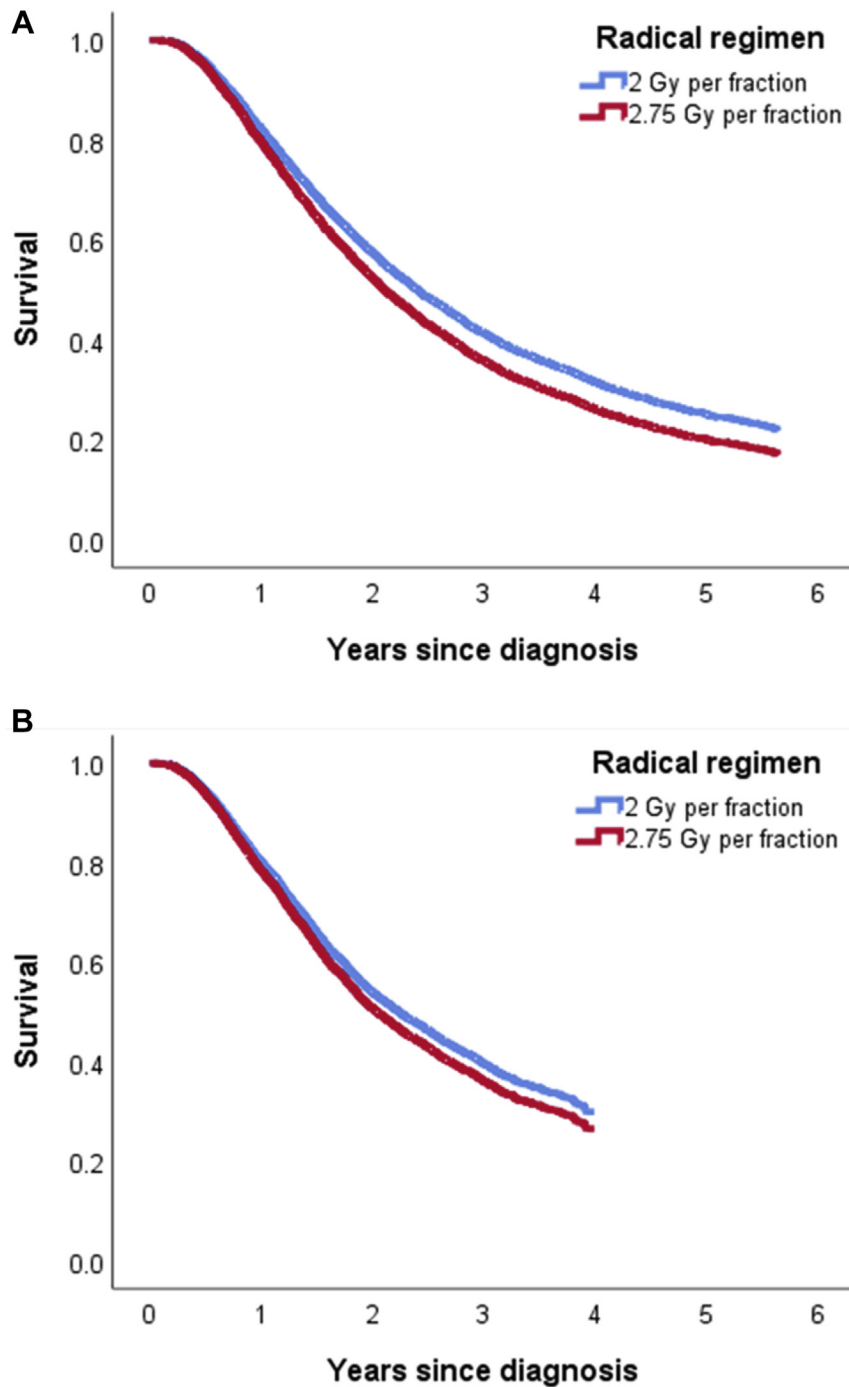 A
Radical regimen
2 Gy per fraction
2.75 Gy per fraction
1.0
0.8
0.6
0.4
0.2
0.0
Survival
0 1 2 3 4 5 6
Years since diagnosis
B
Radical regimen
2 Gy per fraction
2.75 Gy per fraction
1.0
0.8
0.6
0.4
0.2
0.0
Survival
0 1 2 3 4 5 6
Years since diagnosis